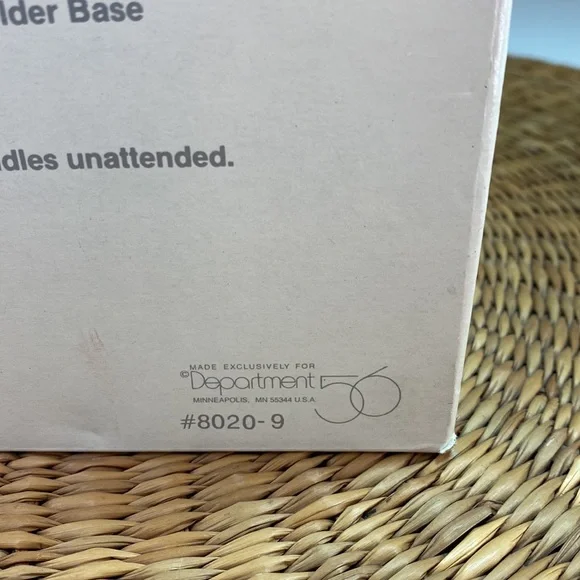 lder Base
dles unattended.
MADE EXCLUSIVELY FOR
©Department 56
MINNEAPOLIS, MN 55344 U.S.A.
#8020-9